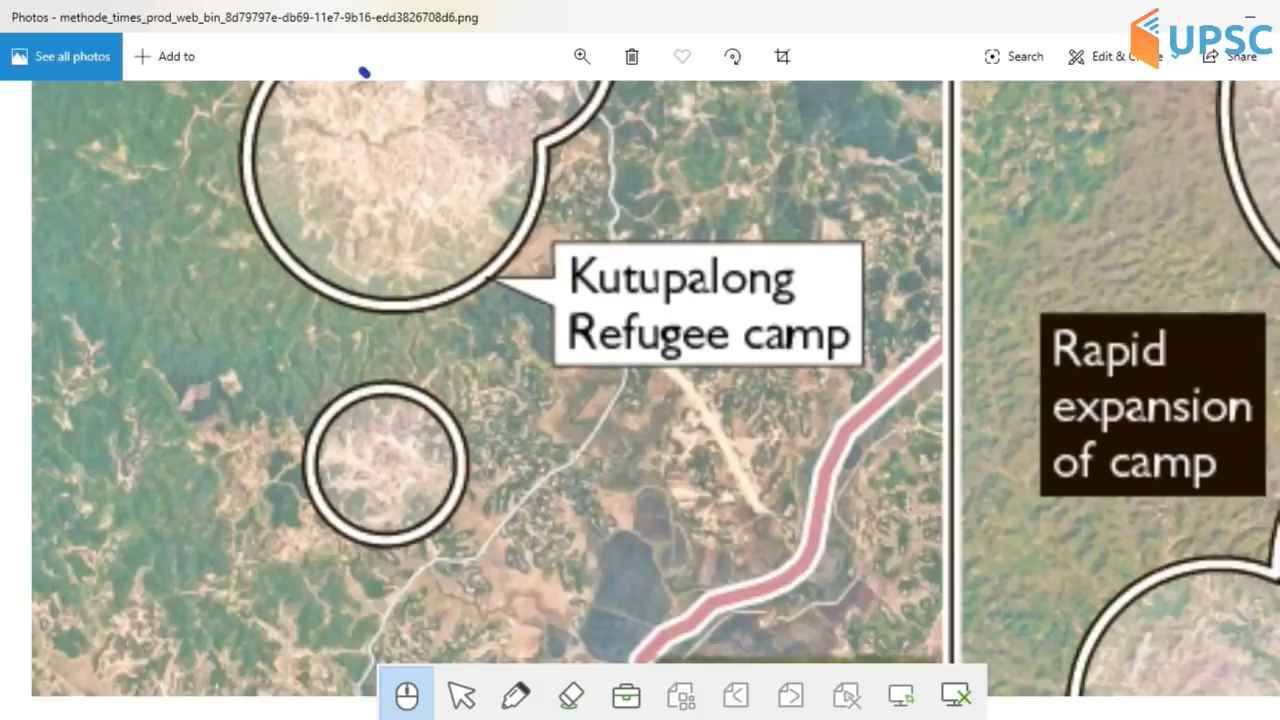 Photos - methode_times_prod_web_bin_8d79797e-db69-11e7-9b16-edd3826708d6.png
See all photos
Add to
Search
Edit &
Share
UPSC
Kutupalong
Refugee camp
Rapid
expansion
of camp